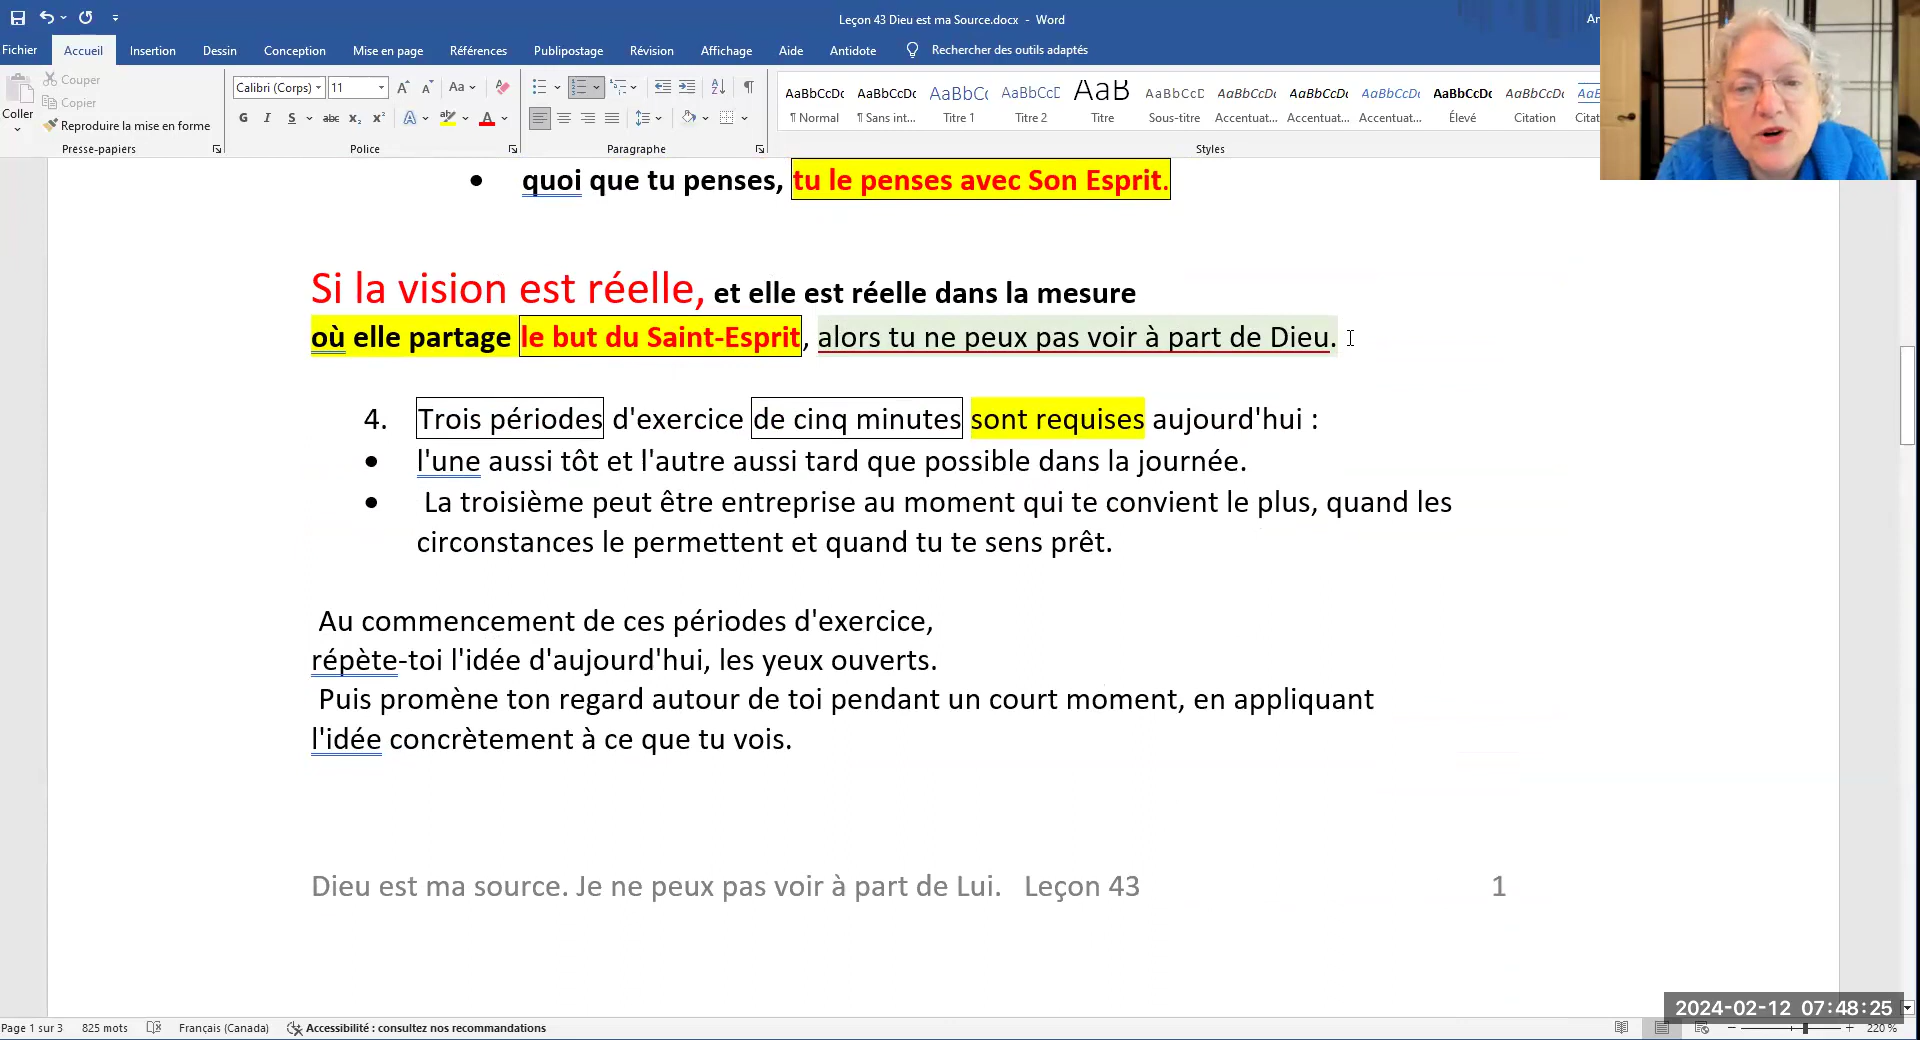 Leçon 43 Dieu est ma Source.docx - Word
Fichier Accueil Insertion Dessin Conception Mise en page Références Publipostage Révision Affichage Aide Antidote Rechercher des outils adaptés
Couper
Copier
Coller
Reproduire la mise en forme
Calibri (Corps) 11
AaBbCcDc AaBbCcDc AaBbCc AaBbCcD AaB AaBbCcD AaBbCcDc AaBbCcDc AaBbCcDc AaBbCcDc AaBbCcDc
¶ Normal ¶ Sans int... Titre 1 Titre 2 Titre Sous-titre Accentuat... Accentuat... Accentuat... Élevé Citation
Presse-papiers Police Paragraphe Styles
• quoi que tu penses, tu le penses avec Son Esprit.
Si la vision est réelle, et elle est réelle dans la mesure
où elle partage le but du Saint-Esprit, alors tu ne peux pas voir à part de Dieu.
4. Trois périodes d'exercice de cinq minutes sont requises aujourd'hui :
• l'une aussi tôt et l'autre aussi tard que possible dans la journée.
• La troisième peut être entreprise au moment qui te convient le plus, quand les
circonstances le permettent et quand tu te sens prêt.
Au commencement de ces périodes d'exercice,
répète-toi l'idée d'aujourd'hui, les yeux ouverts.
Puis promène ton regard autour de toi pendant un court moment, en appliquant
l'idée concrètement à ce que tu vois.
Dieu est ma source. Je ne peux pas voir à part de Lui. Leçon 43 1
2024-02-12 07:48:25
Page 1 sur 3 825 mots Français (Canada) Accessibilité : consultez nos recommandations 220 %